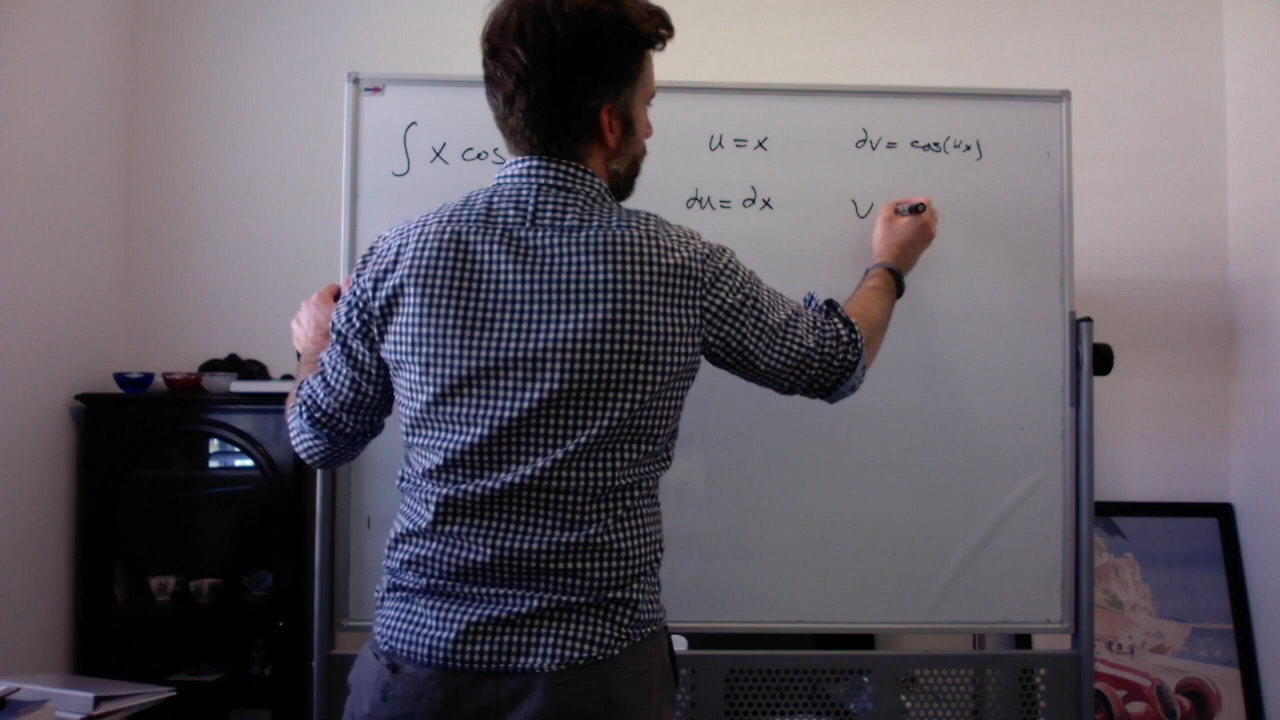 ∫ x cos u = x dv = cos(4x)
du = dx v